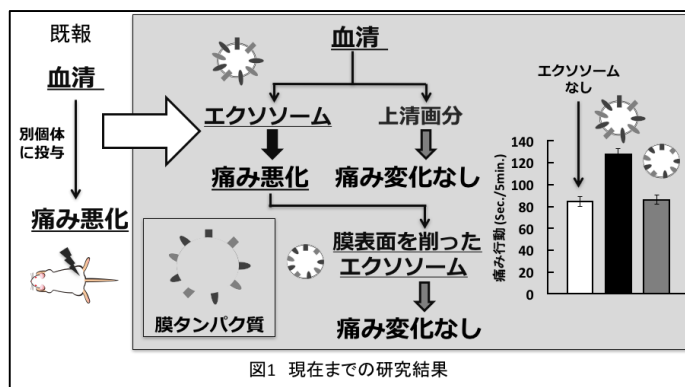 既報
血清
別個体
に投与
痛み悪化
血清
エクソソーム
上清画分
痛み悪化
痛み変化なし
膜表面を削った
エクソソーム
痛み変化なし
膜タンパク質
エクソソーム
なし
痛み行動 (Sec./5min.)
140
120
100
80
60
40
20
0
図1 現在までの研究結果